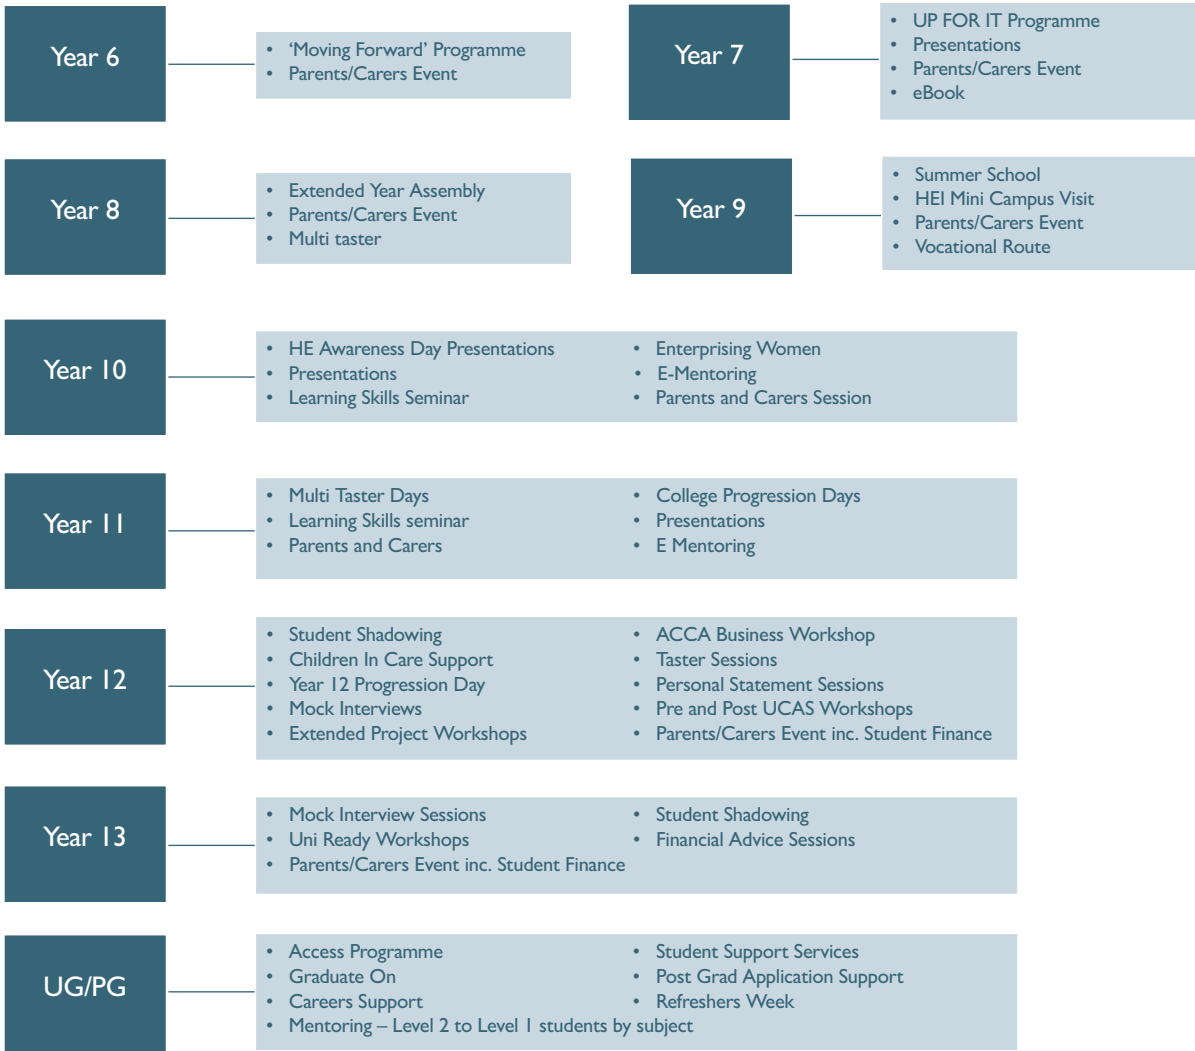 Year 6
• ‘Moving Forward’ Programme
• Parents/Carers Event
Year 7
• UP FOR IT Programme
• Presentations
• Parents/Carers Event
• eBook
Year 8
• Extended Year Assembly
• Parents/Carers Event
• Multi taster
Year 9
• Summer School
• HEI Mini Campus Visit
• Parents/Carers Event
• Vocational Route
Year 10
• HE Awareness Day Presentations
• Presentations
• Learning Skills Seminar
• Enterprising Women
• E-Mentoring
• Parents and Carers Session
Year 11
• Multi Taster Days
• Learning Skills seminar
• Parents and Carers
• College Progression Days
• Presentations
• E Mentoring
Year 12
• Student Shadowing
• Children In Care Support
• Year 12 Progression Day
• Mock Interviews
• Extended Project Workshops
• ACCA Business Workshop
• Taster Sessions
• Personal Statement Sessions
• Pre and Post UCAS Workshops
• Parents/Carers Event inc. Student Finance
Year 13
• Mock Interview Sessions
• Uni Ready Workshops
• Parents/Carers Event inc. Student Finance
• Student Shadowing
• Financial Advice Sessions
UG/PG
• Access Programme
• Graduate On
• Careers Support
• Mentoring – Level 2 to Level 1 students by subject
• Student Support Services
• Post Grad Application Support
• Refreshers Week